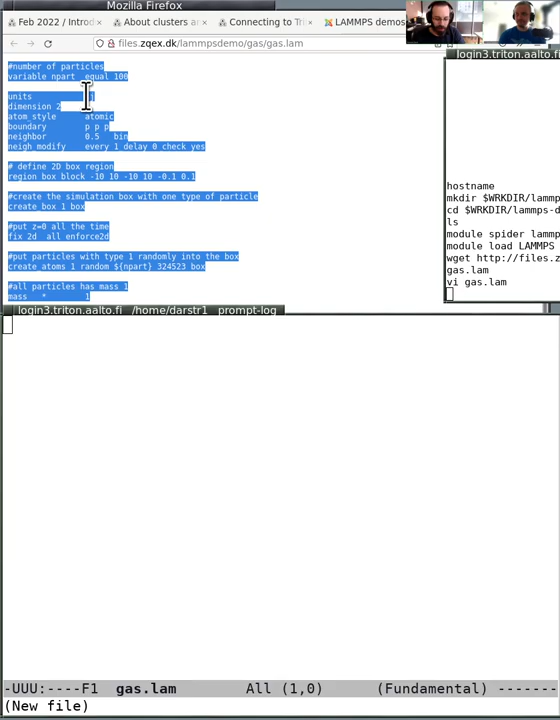 Mozilla Firefox
Feb 2022 / Introd
About clusters a
Connecting to Tri
LAMMPS demos
files.zqex.dk/lammpsdemo/gas/gas.lam
#number of particles
variable npart equal 100
units
dimension 2
atom_style atomic
boundary p p p
neighbor 0.5 bin
neigh_modify every 1 delay 0 check yes
# define 2D box region
region box block -10 10 -10 10 -0.1 0.1
#create the simulation box with one type of particle
create_box 1 box
#put z=0 all the time
fix 2d all enforce2d
#put particles with type 1 randomly into the box
create_atoms 1 random ${npart} 324523 box
#all particles has mass 1
mass * 1
login3.triton.aalto.fi
hostname
mkdir $WRKDIR/lammp
cd $WRKDIR/lammps-d
ls
module spider lammp
module load LAMMPS
wget http://files.z
gas.lam
vi gas.lam
login3.triton.aalto.fi /home/darstr1 prompt-log
-UUU:----F1 gas.lam All (1,0) (Fundamental) -------
(New file)